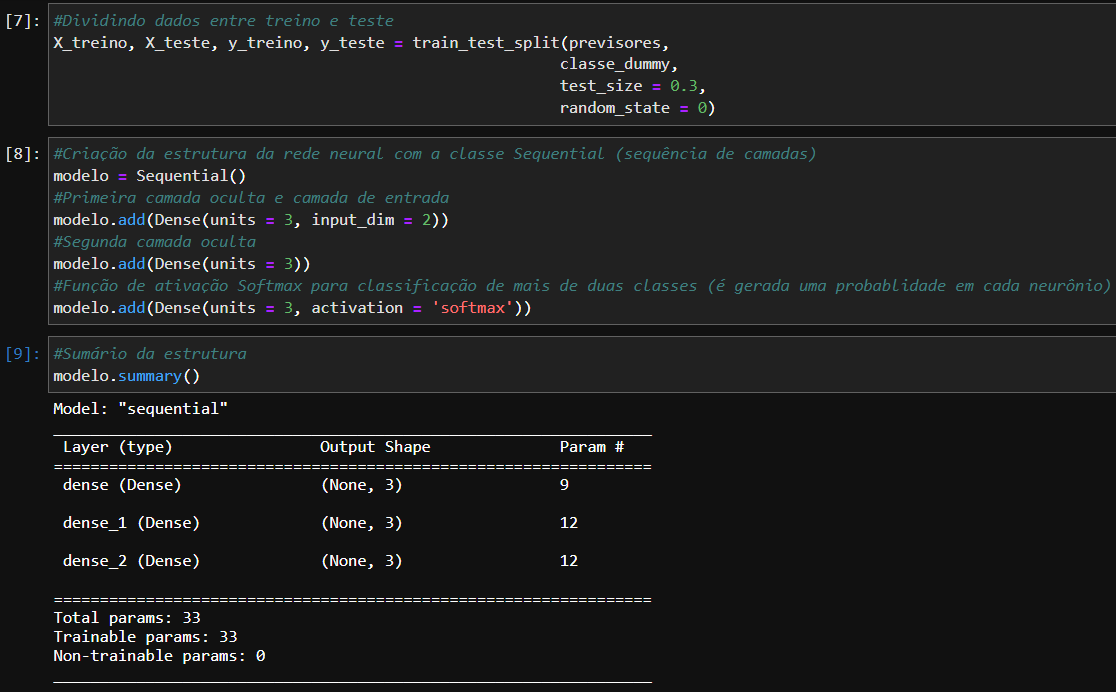 [7]: #Dividindo dados entre treino e teste
X_treino, X_teste, y_treino, y_teste = train_test_split(previsores,
classe_dummy,
test_size = 0.3,
random_state = 0)
[8]: #Criação da estrutura da rede neural com a classe Sequential (sequência de camadas)
modelo = Sequential()
#Primeira camada oculta e camada de entrada
modelo.add(Dense(units = 3, input_dim = 2))
#Segunda camada oculta
modelo.add(Dense(units = 3))
#Função de ativação Softmax para classificação de mais de duas classes (é gerada uma probablidade em cada neurônio)
modelo.add(Dense(units = 3, activation = 'softmax'))
[9]: #Sumário da estrutura
modelo.summary()
Model: "sequential"
_________________________________________________________________
Layer (type) Output Shape Param #
=================================================================
dense (Dense) (None, 3) 9
dense_1 (Dense) (None, 3) 12
dense_2 (Dense) (None, 3) 12
=================================================================
Total params: 33
Trainable params: 33
Non-trainable params: 0
_________________________________________________________________